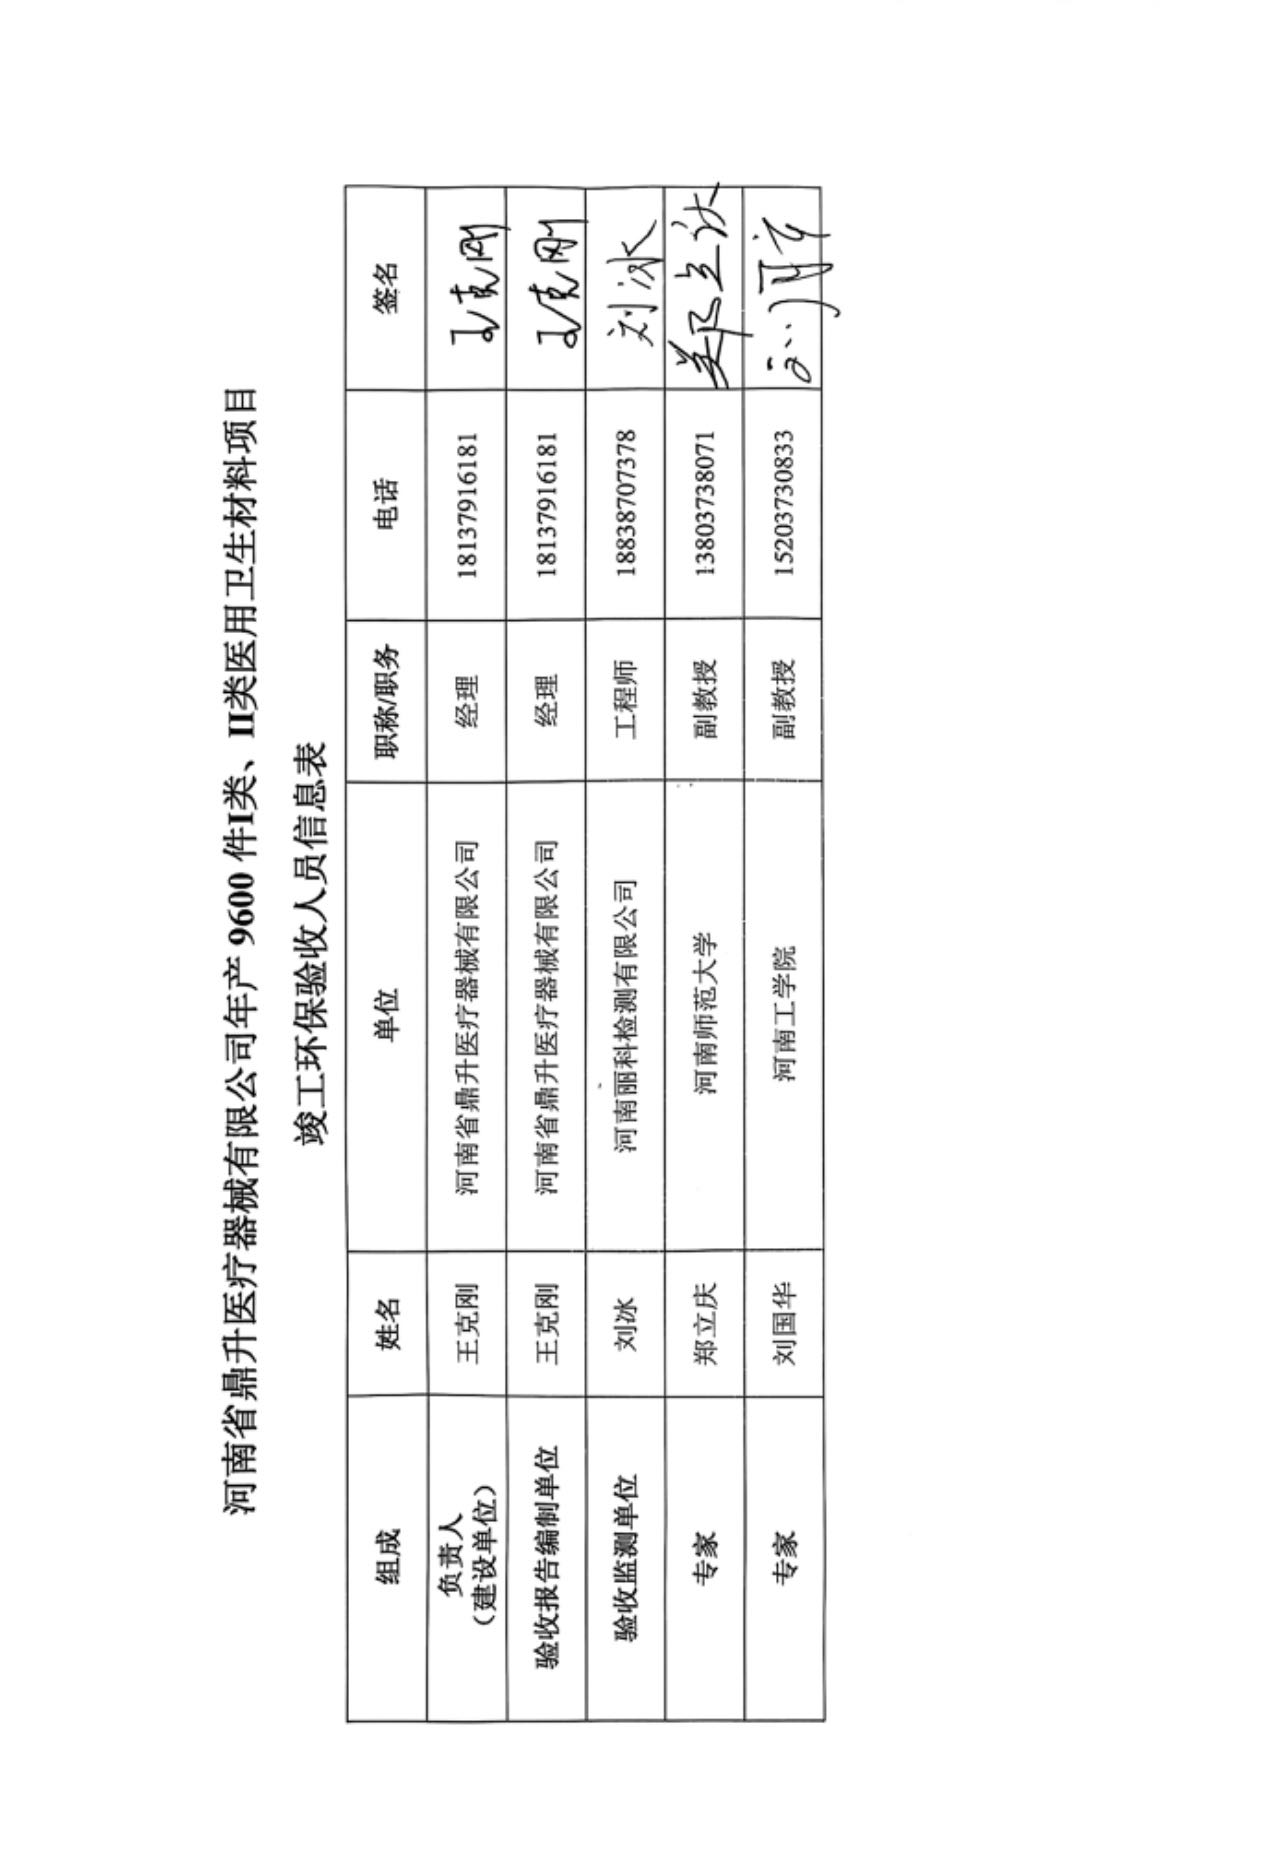 河南省鼎升医疗器械有限公司年产 9600 件I类、II类医用卫生材料项目
竣工环保验收人员信息表
组成 姓名 单位 职称/职务 电话 签名
负责人
（建设单位） 王克刚 河南省鼎升医疗器械有限公司 经理 18137916181 王克刚
验收报告编制单位 王克刚 河南省鼎升医疗器械有限公司 经理 18137916181 王克刚
验收监测单位 刘冰 河南丽科检测有限公司 工程师 18838707378 刘冰
专家 郑立庆 河南师范大学 副教授 13803738071 郑立庆
专家 刘国华 河南工学院 副教授 15203730833